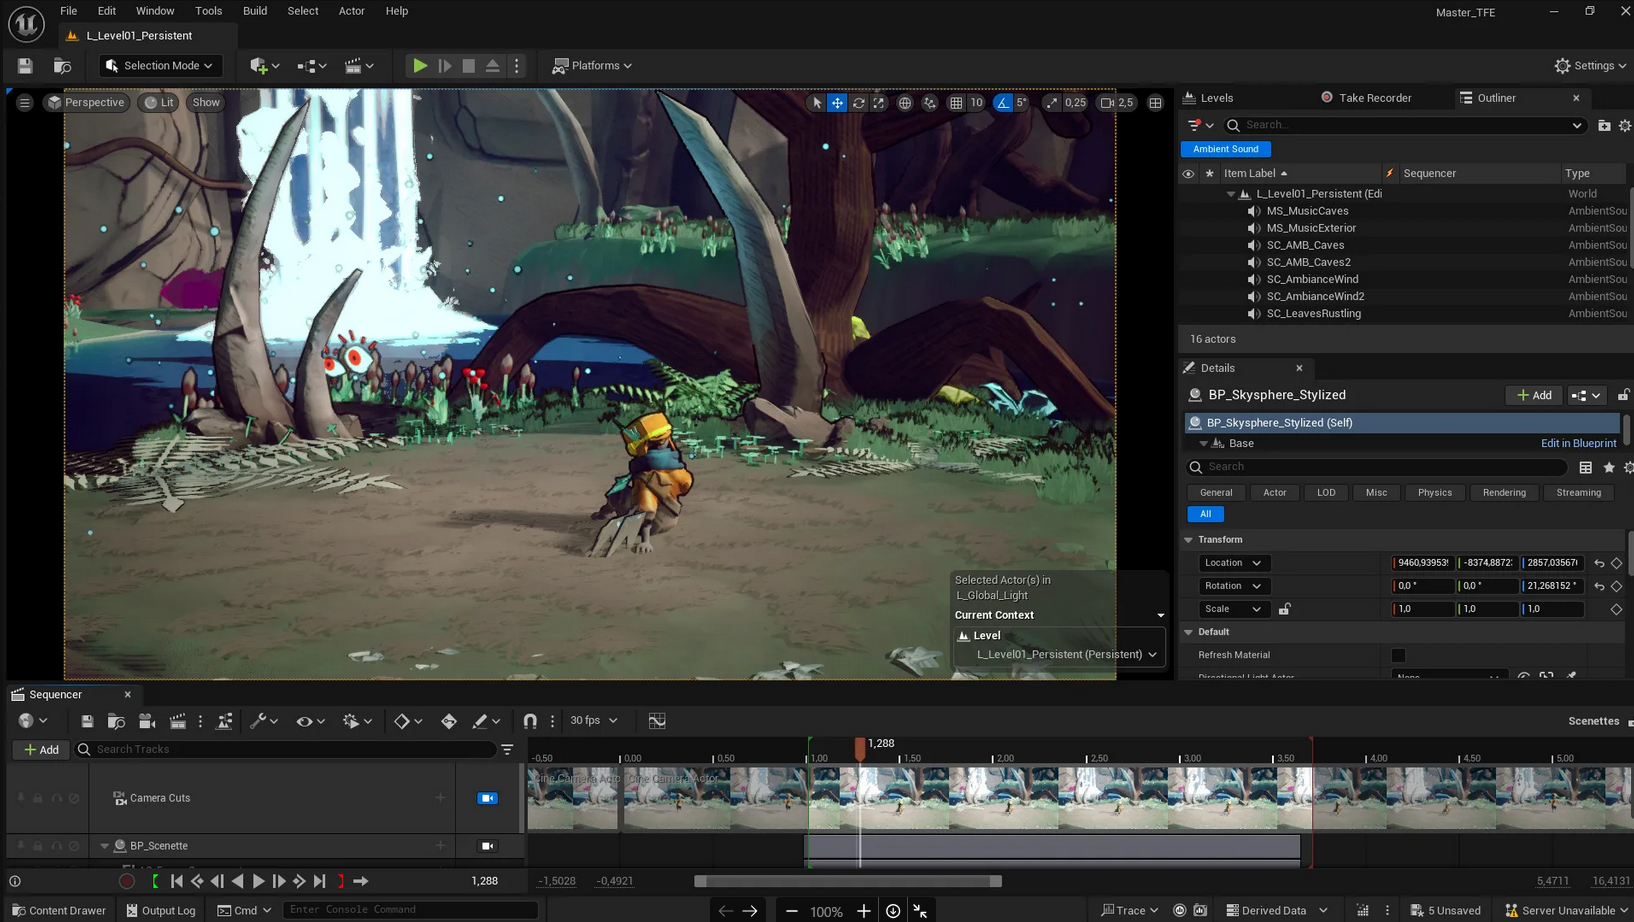 File Edit Window Tools Build Select Actor Help
Master_TFE
L_Level01_Persistent
Selection Mode
Platforms
Settings
Perspective Lit Show
10 5° 0,25 2,5
Levels Take Recorder Outliner
Search...
Ambient Sound
Item Label Sequencer Type
L_Level01_Persistent (Edi World
MS_MusicCaves AmbientSou
MS_MusicExterior AmbientSou
SC_AMB_Caves AmbientSou
SC_AMB_Caves2 AmbientSou
SC_AmbianceWind AmbientSou
SC_AmbianceWind2 AmbientSou
SC_LeavesRustling AmbientSou
16 actors
Details
BP_Skysphere_Stylized
Add
BP_Skysphere_Stylized (Self)
Base Edit in Blueprint
Search
General Actor LOD Misc Physics Rendering Streaming
All
Transform
Location 9460,93953 -8374,8872 2857,03567
Rotation 0,0 ° 0,0 ° 21,268152 °
Scale 1,0 1,0 1,0
Default
Refresh Material
Selected Actor(s) in
L_Global_Light
Current Context
Level
L_Level01_Persistent (Persistent)
Sequencer
30 fps
Scenettes
Add Search Tracks
1,288
-0,50 0,00 0,50 1,00 1,50 2,00 2,50 3,00 3,50 4,00 4,50 5,00
Cine Camera Actor
Camera Cuts
BP_Scenette
1,288
-1,5028 -0,4921 5,4711 16,4131
Content Drawer Output Log Cmd Enter Console Command
100%
Trace Derived Data 5 Unsaved Server Unavailable